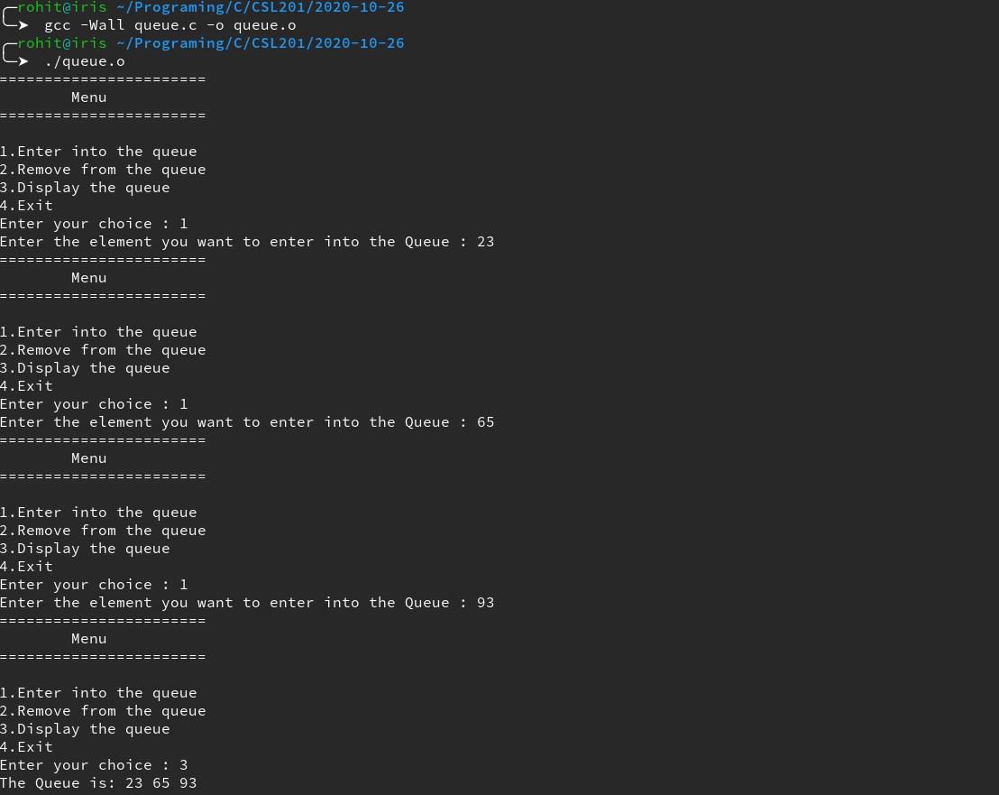 ╭─rohit@iris ~/Programing/C/CSL201/2020-10-26
╰─➤  gcc -Wall queue.c -o queue.o
╭─rohit@iris ~/Programing/C/CSL201/2020-10-26
╰─➤  ./queue.o
=======================
        Menu
=======================

1.Enter into the queue
2.Remove from the queue
3.Display the queue
4.Exit
Enter your choice : 1
Enter the element you want to enter into the Queue : 23
=======================
        Menu
=======================

1.Enter into the queue
2.Remove from the queue
3.Display the queue
4.Exit
Enter your choice : 1
Enter the element you want to enter into the Queue : 65
=======================
        Menu
=======================

1.Enter into the queue
2.Remove from the queue
3.Display the queue
4.Exit
Enter your choice : 1
Enter the element you want to enter into the Queue : 93
=======================
        Menu
=======================

1.Enter into the queue
2.Remove from the queue
3.Display the queue
4.Exit
Enter your choice : 3
The Queue is: 23 65 93